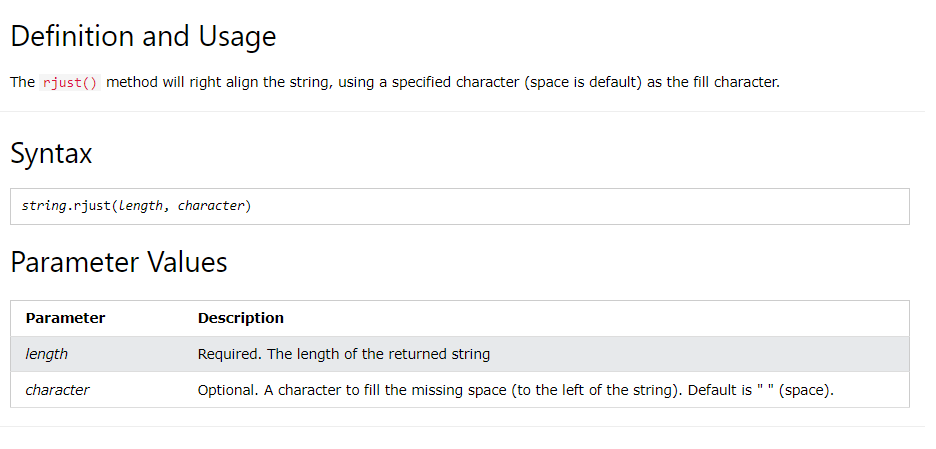 Definition and Usage
The rjust() method will right align the string, using a specified character (space is default) as the fill character.
Syntax
string.rjust(length, character)
Parameter Values
Parameter Description
length Required. The length of the returned string
character Optional. A character to fill the missing space (to the left of the string). Default is " " (space).